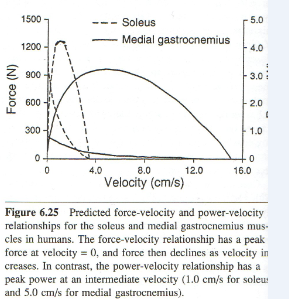 1500
1200
900
600
300
0
Force (N)
Soleus
Medial gastrocnemius
5.0
4.0
3.0
2.0
1.0
0
0 4.0 8.0 12.0 16.0
Velocity (cm/s)
Figure 6.25 Predicted force-velocity and power-velocity
relationships for the soleus and medial gastrocnemius mus-
cles in humans. The force-velocity relationship has a peak
force at velocity = 0, and force then declines as velocity in
creases. In contrast, the power-velocity relationship has a
peak power at an intermediate velocity (1.0 cm/s for soleus
and 5.0 cm/s for medial gastrocnemius).